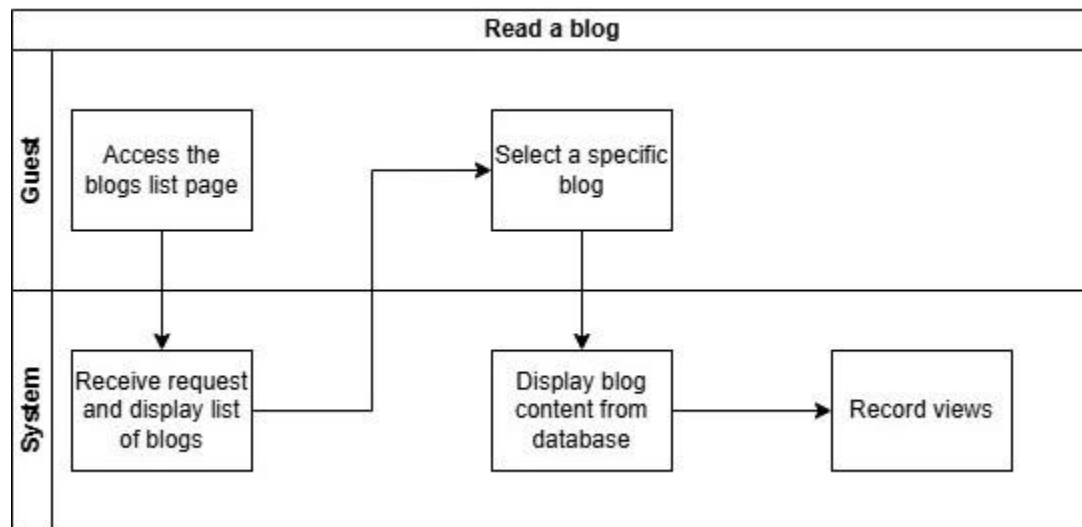 Read a blog
Guest
Access the
blogs list page
Select a specific
blog
System
Receive request
and display list
of blogs
Display blog
content from
database
Record views